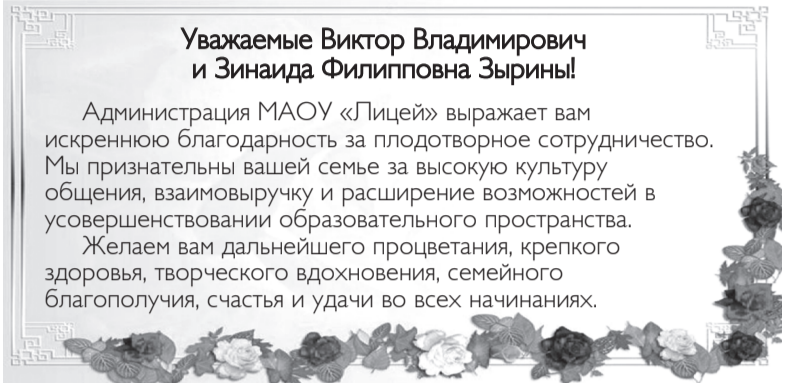 Уважаемые Виктор Владимирович
и Зинаида Филипповна Зырины!
Администрация МАОУ «Лицей» выражает вам
искреннюю благодарность за плодотворное сотрудничество.
Мы признательны вашей семье за высокую культуру
общения, взаимовыручку и расширение возможностей в
усовершенствовании образовательного пространства.
Желаем вам дальнейшего процветания, крепкого
здоровья, творческого вдохновения, семейного
благополучия, счастья и удачи во всех начинаниях.